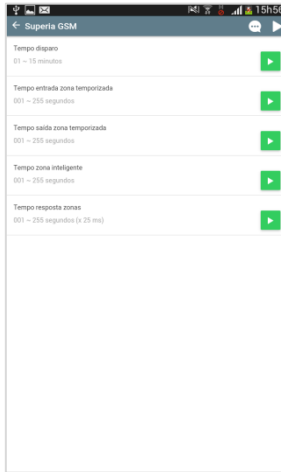 15h56
Superia GSM
Tempo disparo
01 ~ 15 minutos
Tempo entrada zona temporizada
001 ~ 255 segundos
Tempo saída zona temporizada
001 ~ 255 segundos
Tempo zona inteligente
001 ~ 255 segundos
Tempo resposta zonas
001 ~ 255 segundos (x 25 ms)